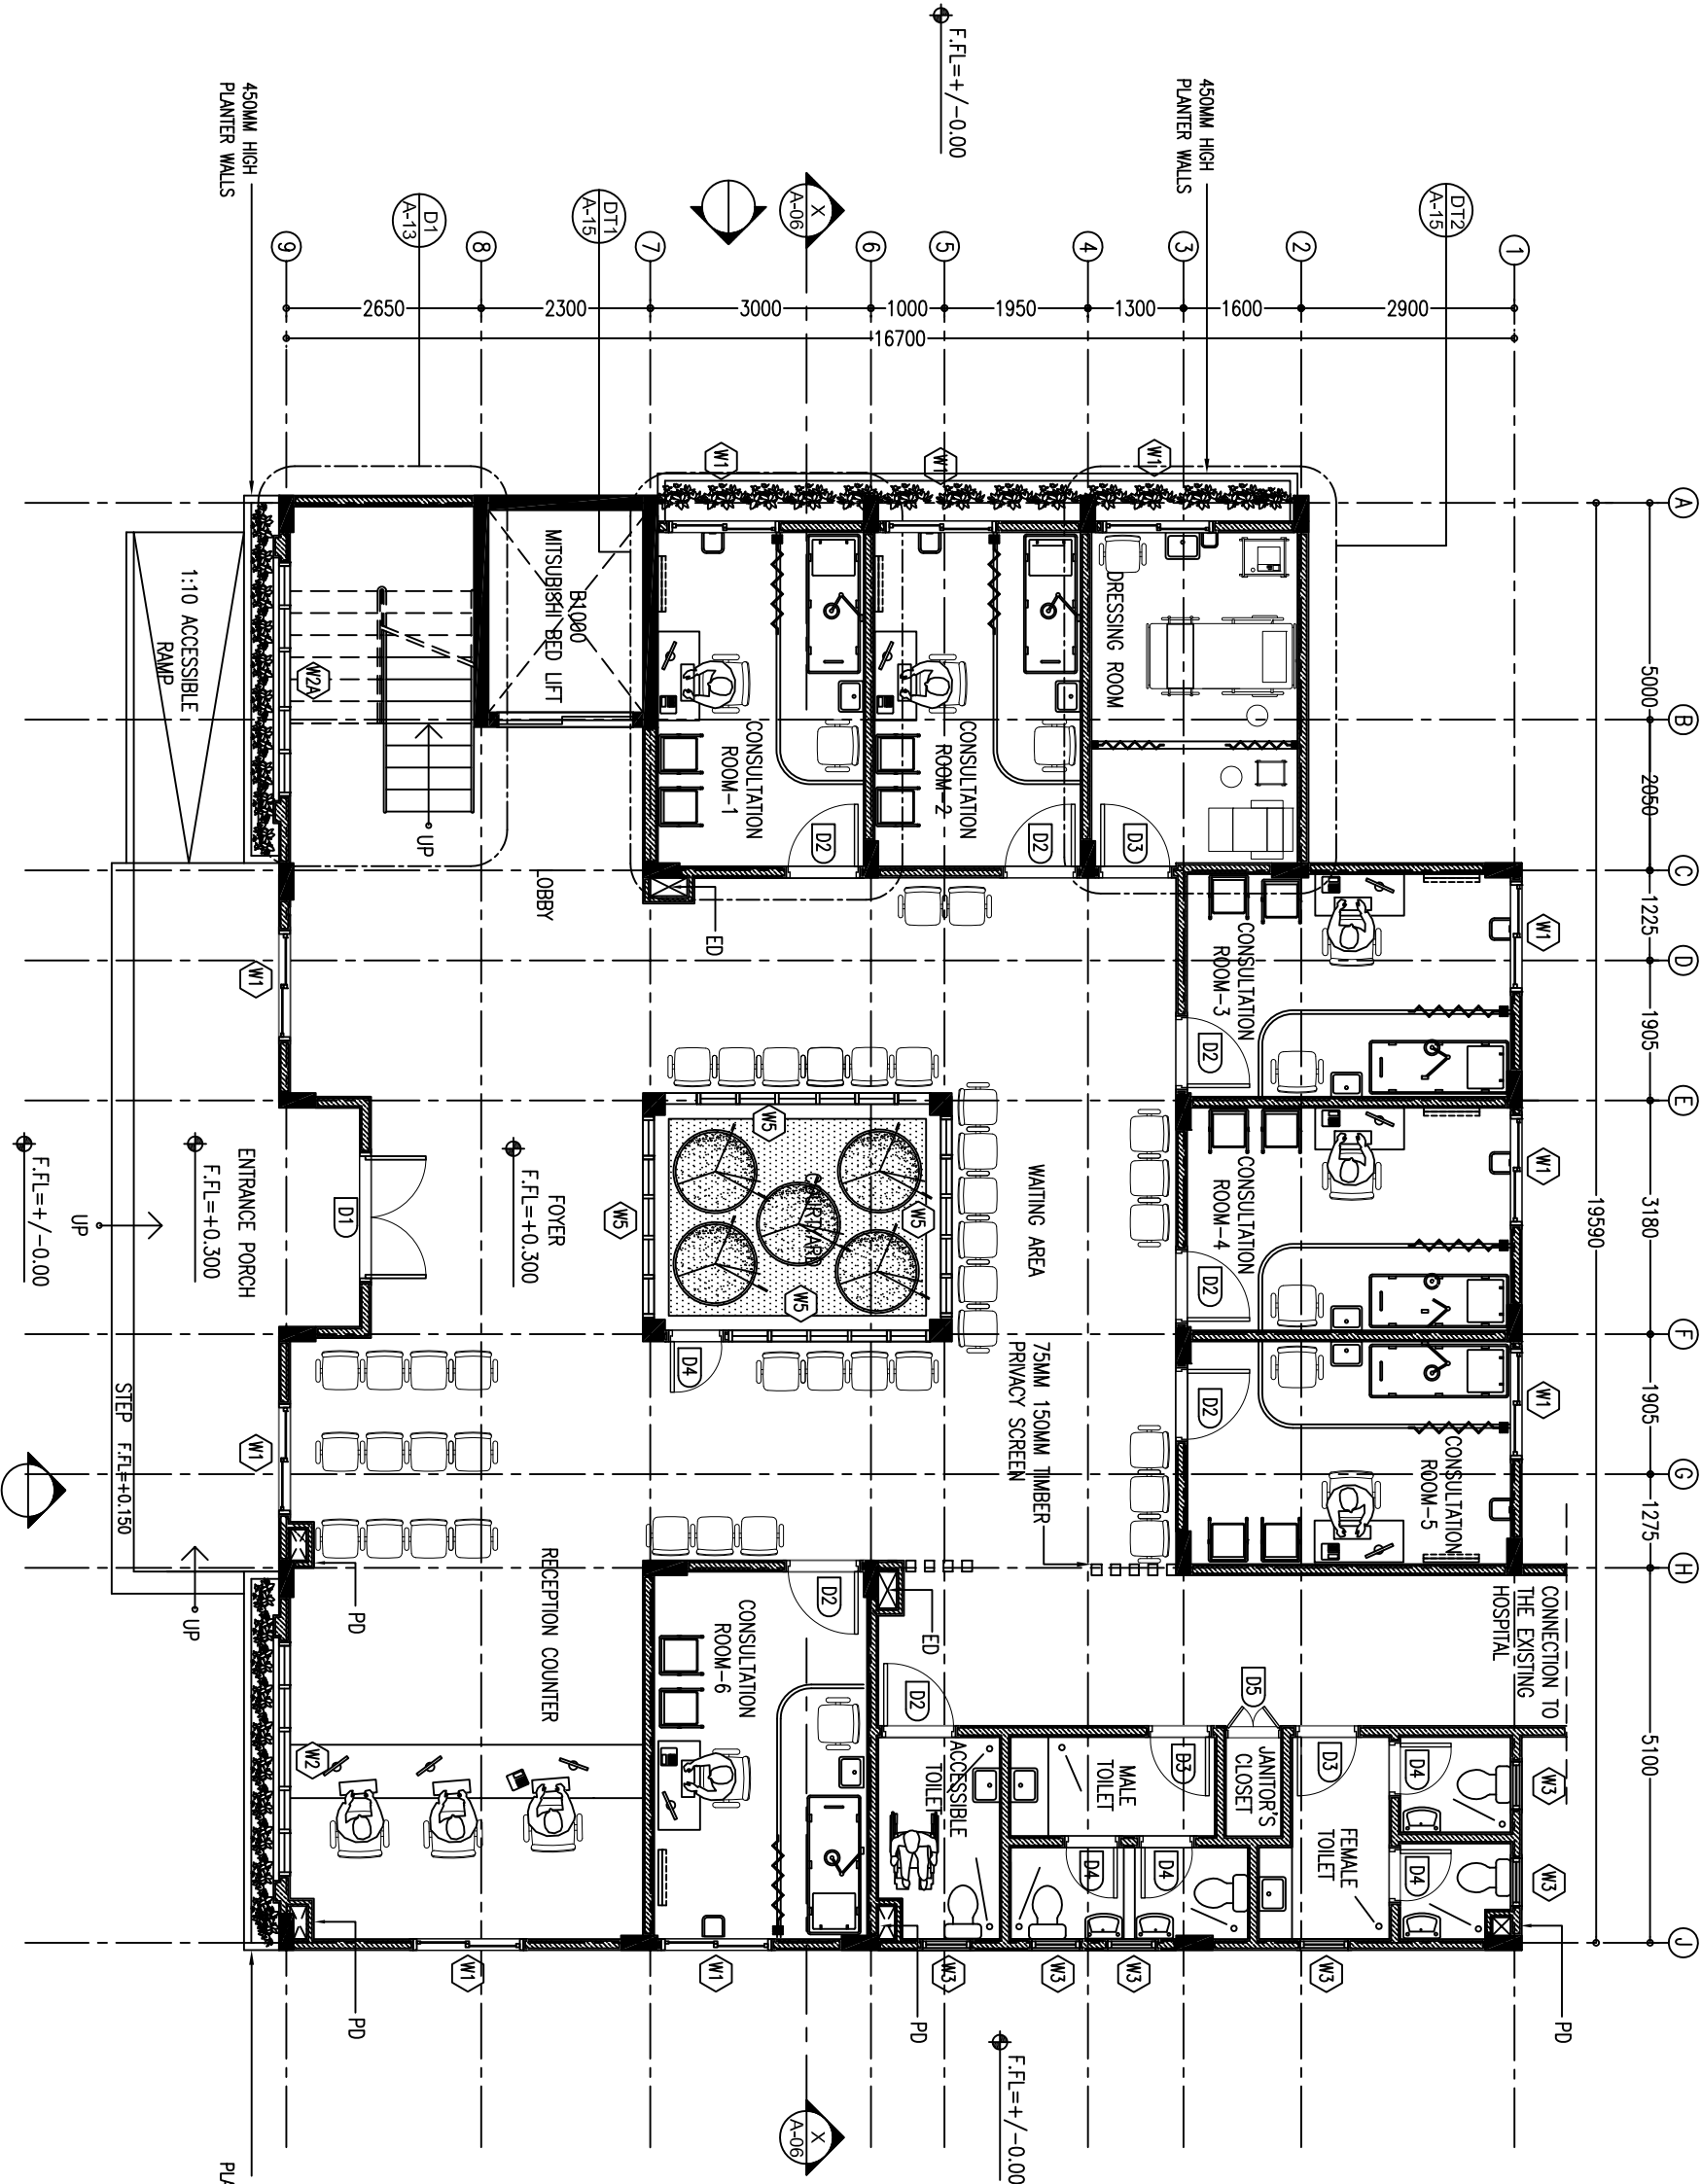 A
B
C
D
E
F
G
H
J
5000
2050
1225
1905
3180
1905
1275
5100
19590
CONNECTION TO
THE EXISTING
HOSPITAL
W1
W1
W1
W3
W3
PD
1
DT2
A-15
2900
2
1600
3
1300
4
1950
5
1000
6
3000
7
2300
8
2650
9
16700
450MM HIGH
PLANTER WALLS
F.FL=+/-0.00
W1
W1
W1
DRESSING ROOM
D3
CONSULTATION
ROOM-3
D2
CONSULTATION
ROOM-4
D2
CONSULTATION
ROOM-5
D2
D4
D4
FEMALE
TOILET
D3
W3
JANITOR'S
CLOSET
D5
MALE
TOILET
D3
D4
D4
W3
W3
ACCESSIBLE
TOILET
D2
W3
PD
F.FL=+/-0.00
CONSULTATION
ROOM-2
D2
WAITING AREA
75MM 150MM TIMBER
PRIVACY SCREEN
ED
X
A-06
CONSULTATION
ROOM-1
D2
ED
COURTYARD
W5
W5
W5
W5
D4
CONSULTATION
ROOM-6
D2
W1
X
A-06
DT1
A-15
B1000
MITSUBISHI BED LIFT
LOBBY
FOYER
F.FL=+0.300
RECEPTION COUNTER
W1
D1
A-13
UP
W2A
D1
W2
PD
PD
450MM HIGH
PLANTER WALLS
W1
ENTRANCE PORCH
F.FL=+0.300
W1
1:10 ACCESSIBLE
RAMP
UP
UP
STEP F.FL=+0.150
F.FL=+/-0.00